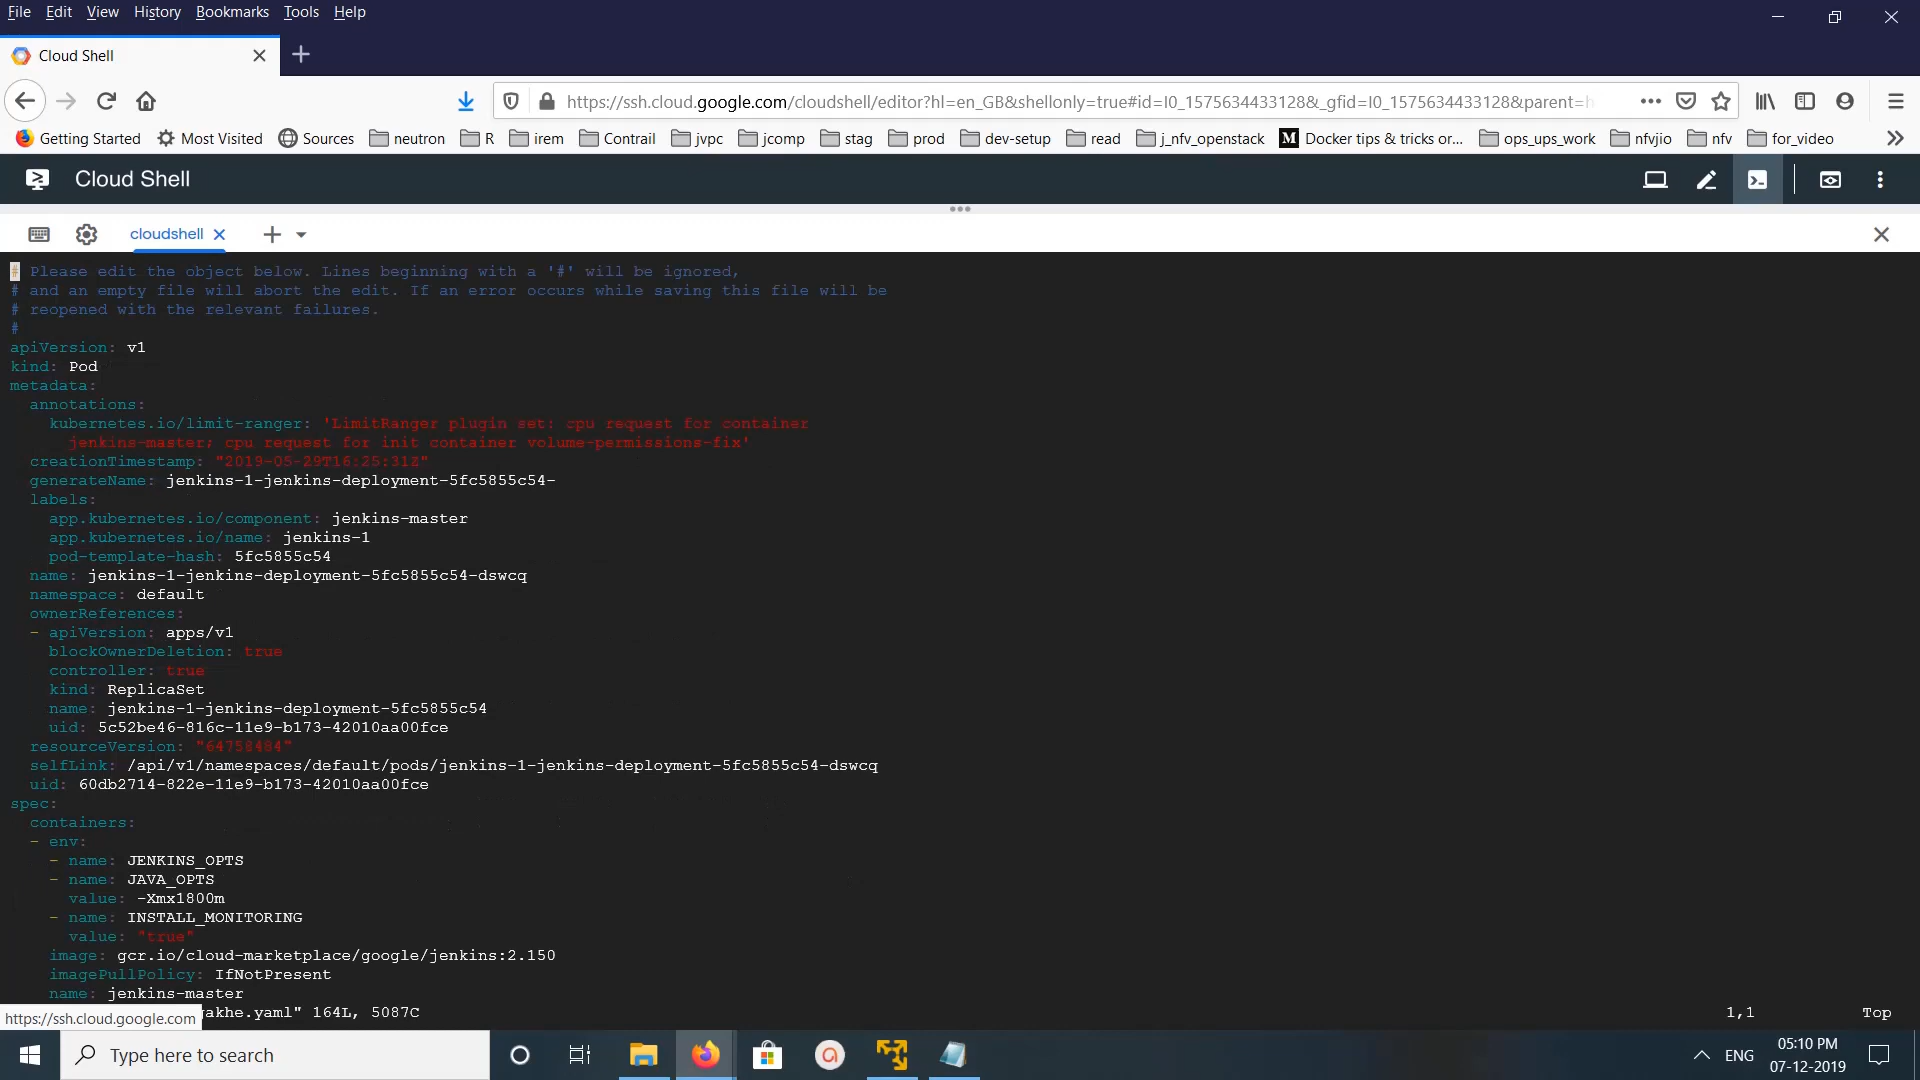 File Edit View History Bookmarks Tools Help
Cloud Shell
https://ssh.cloud.google.com/cloudshell/editor?hl=en_GB&shellonly=true#id=I0_1575634433128&_gfid=I0_1575634433128&parent=h
Getting Started Most Visited Sources neutron R irem Contrail jvpc jcomp stag prod dev-setup read j_nfv_openstack M Docker tips & tricks or... ops_ups_work nfvjio nfv for_video
Cloud Shell
cloudshell
# Please edit the object below. Lines beginning with a '#' will be ignored,
# and an empty file will abort the edit. If an error occurs while saving this file will be
# reopened with the relevant failures.
#
apiVersion: v1
kind: Pod
metadata:
annotations:
kubernetes.io/limit-ranger: 'LimitRanger plugin set: cpu request for container
jenkins-master; cpu request for init container volume-permissions-fix'
creationTimestamp: "2019-05-29T16:25:31Z"
generateName: jenkins-1-jenkins-deployment-5fc5855c54-
labels:
app.kubernetes.io/component: jenkins-master
app.kubernetes.io/name: jenkins-1
pod-template-hash: 5fc5855c54
name: jenkins-1-jenkins-deployment-5fc5855c54-dswcq
namespace: default
ownerReferences:
- apiVersion: apps/v1
blockOwnerDeletion: true
controller: true
kind: ReplicaSet
name: jenkins-1-jenkins-deployment-5fc5855c54
uid: 5c52be46-816c-11e9-b173-42010aa00fce
resourceVersion: "64758484"
selfLink: /api/v1/namespaces/default/pods/jenkins-1-jenkins-deployment-5fc5855c54-dswcq
uid: 60db2714-822e-11e9-b173-42010aa00fce
spec:
containers:
- env:
- name: JENKINS_OPTS
- name: JAVA_OPTS
value: -Xmx1800m
- name: INSTALL_MONITORING
value: "true"
image: gcr.io/cloud-marketplace/google/jenkins:2.150
imagePullPolicy: IfNotPresent
name: jenkins-master
akhe.yaml" 164L, 5087C 1,1 Top
https://ssh.cloud.google.com
Type here to search
ENG
05:10 PM
07-12-2019